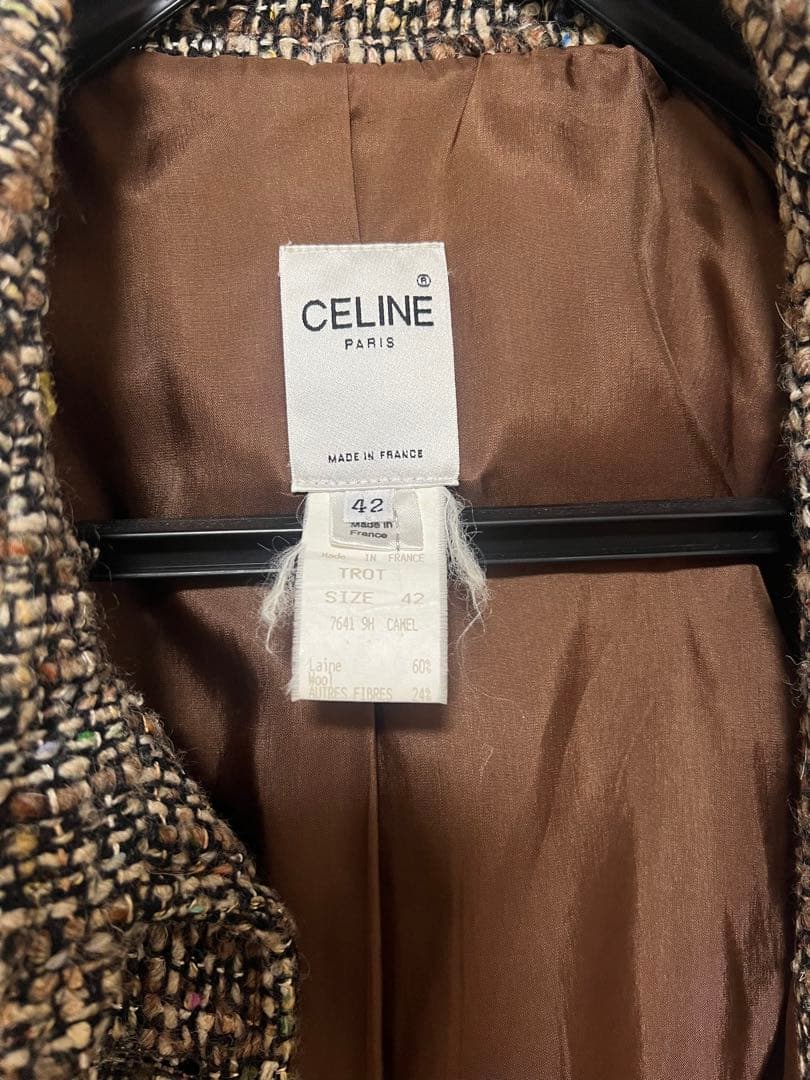 ®
CELINE
PARIS
MADE IN FRANCE
42
Made in
France
Made IN FRANCE
TROT
SIZE 42
7641 9H CAMEL
Laine 60%
Wool
AUTRES FIBRES 24%